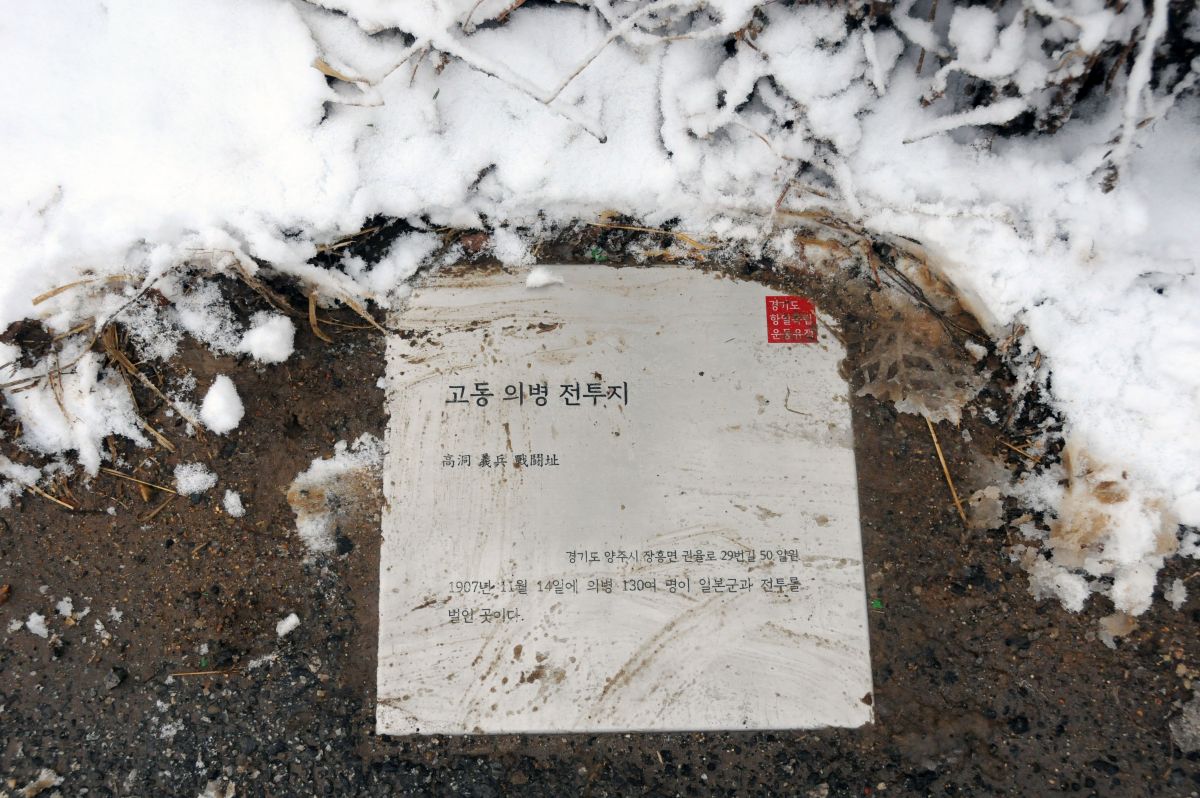 경기도
항일독립
운동유적
고동 의병 전투지
高洞 義兵 戰鬪址
경기도 양주시 장흥면 권율로 29번길 50 일원
1907년 11월 14일에 의병 130여 명이 일본군과 전투를
벌인 곳이다.